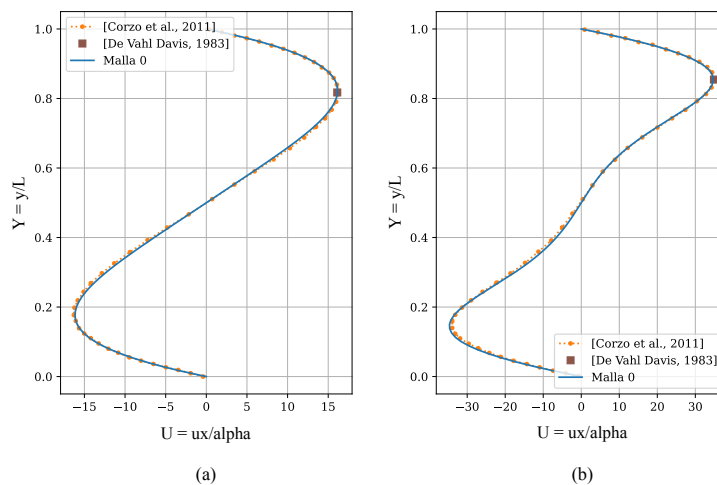 [Corzo et al., 2011]
[De Vahl Davis, 1983]
Malla 0
1.0
0.8
0.6
0.4
0.2
0.0
Y = y/L
−15 −10 −5 0 5 10 15
U = ux/alpha
(a)
1.0
0.8
0.6
0.4
0.2
0.0
Y = y/L
[Corzo et al., 2011]
[De Vahl Davis, 1983]
Malla 0
−30 −20 −10 0 10 20 30
U = ux/alpha
(b)